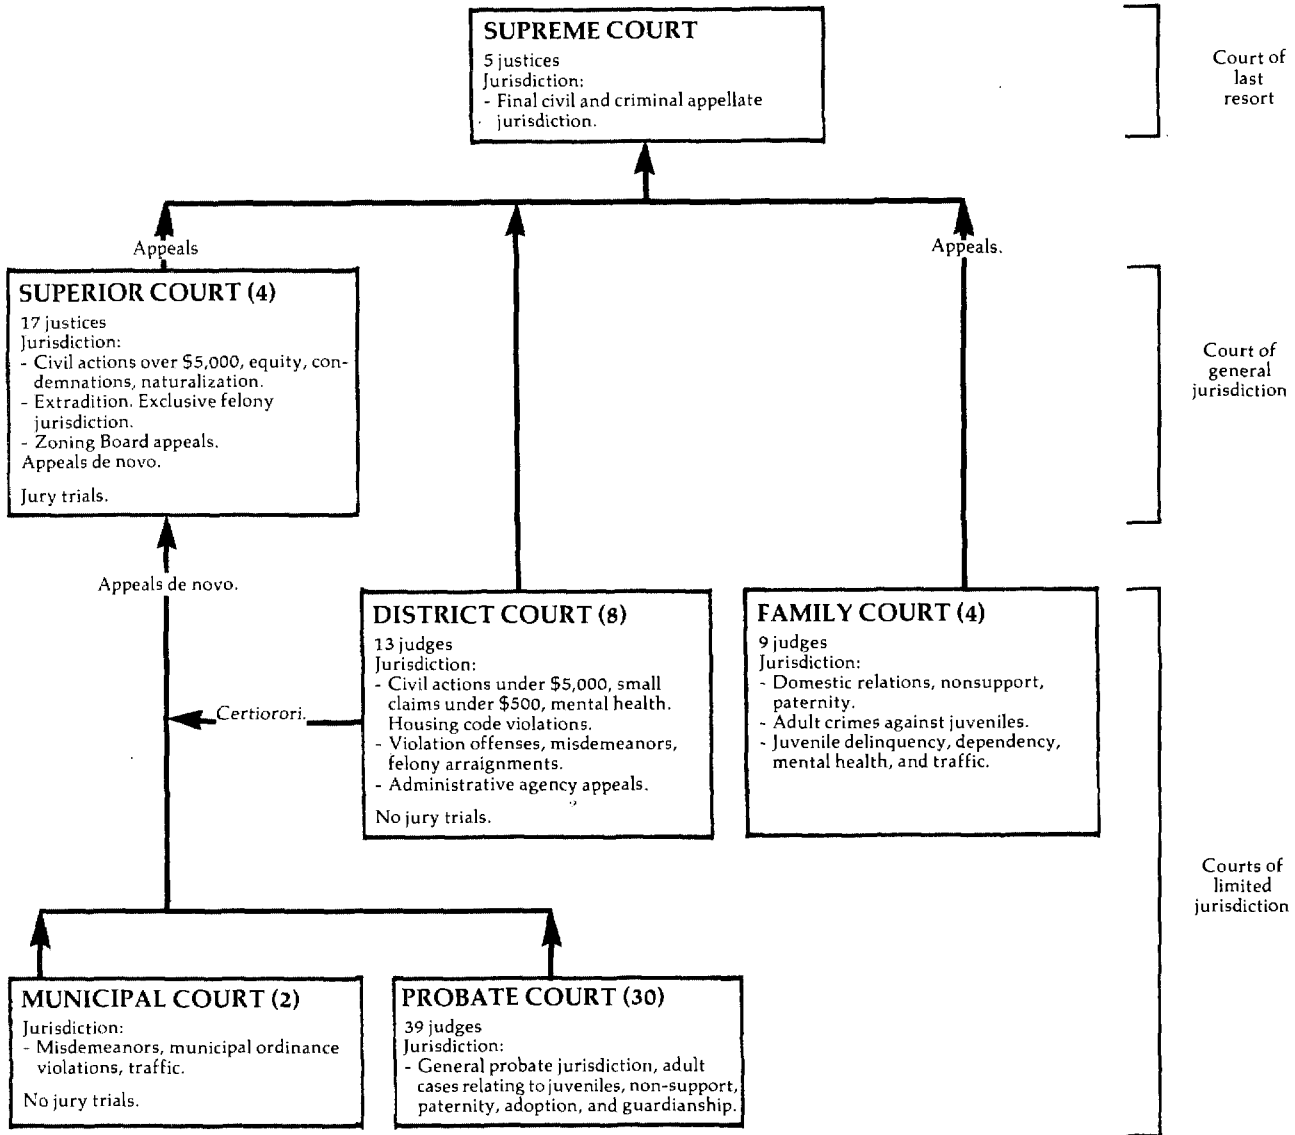 SUPREME COURT
5 justices
Jurisdiction:
- Final civil and criminal appellate
jurisdiction.
Court of
last
resort
Appeals
Appeals.
SUPERIOR COURT (4)
17 justices
Jurisdiction:
- Civil actions over $5,000, equity, con-
demnations, naturalization.
- Extradition. Exclusive felony
jurisdiction.
- Zoning Board appeals.
Appeals de novo.
Jury trials.
Court of
general
jurisdiction
Appeals de novo.
DISTRICT COURT (8)
13 judges
Jurisdiction:
- Civil actions under $5,000, small
claims under $500, mental health.
Housing code violations.
- Violation offenses, misdemeanors,
felony arraignments.
- Administrative agency appeals.
No jury trials.
Certiorori.
FAMILY COURT (4)
9 judges
Jurisdiction:
- Domestic relations, nonsupport,
paternity.
- Adult crimes against juveniles.
- Juvenile delinquency, dependency,
mental health, and traffic.
Courts of
limited
jurisdiction
MUNICIPAL COURT (2)
Jurisdiction:
- Misdemeanors, municipal ordinance
violations, traffic.
No jury trials.
PROBATE COURT (30)
39 judges
Jurisdiction:
- General probate jurisdiction, adult
cases relating to juveniles, non-support,
paternity, adoption, and guardianship.